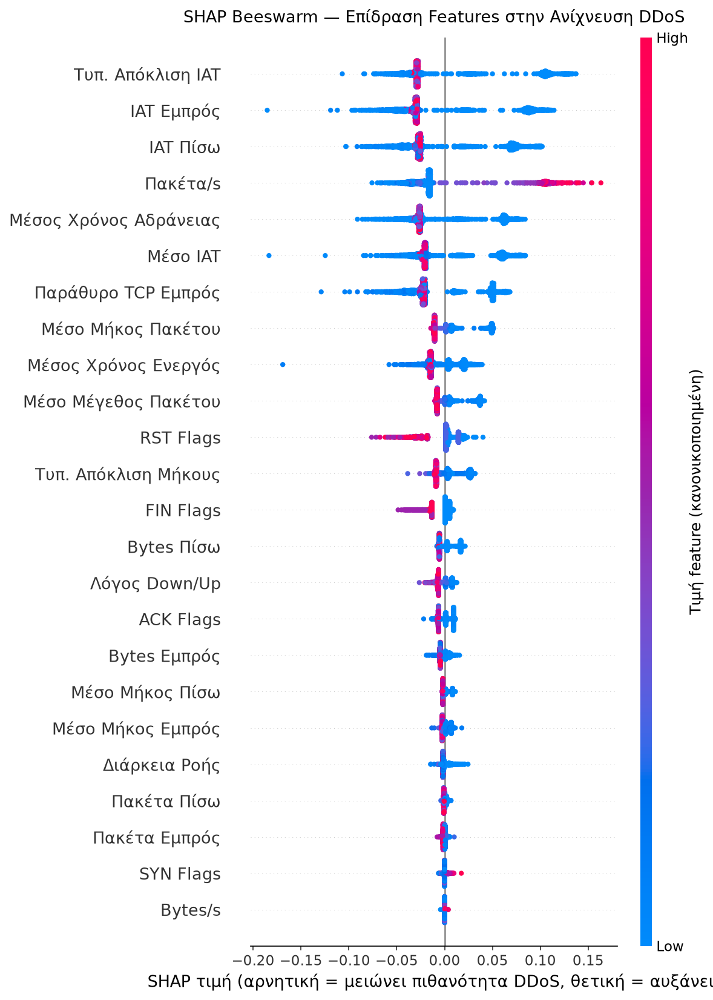 SHAP Beeswarm — Επίδραση Features στην Ανίχνευση DDoS
High
Τυπ. Απόκλιση IAT
IAT Εμπρός
IAT Πίσω
Πακέτα/s
Μέσος Χρόνος Αδράνειας
Μέσο IAT
Παράθυρο TCP Εμπρός
Μέσο Μήκος Πακέτου
Μέσος Χρόνος Ενεργός
Μέσο Μέγεθος Πακέτου
RST Flags
Τυπ. Απόκλιση Μήκους
FIN Flags
Bytes Πίσω
Λόγος Down/Up
ACK Flags
Bytes Εμπρός
Μέσο Μήκος Πίσω
Μέσο Μήκος Εμπρός
Διάρκεια Ροής
Πακέτα Πίσω
Πακέτα Εμπρός
SYN Flags
Bytes/s
Τιμή feature (κανονικοποιημένη)
Low
−0.20 −0.15 −0.10 −0.05 0.00 0.05 0.10 0.15
SHAP τιμή (αρνητική = μειώνει πιθανότητα DDoS, θετική = αυξάνει